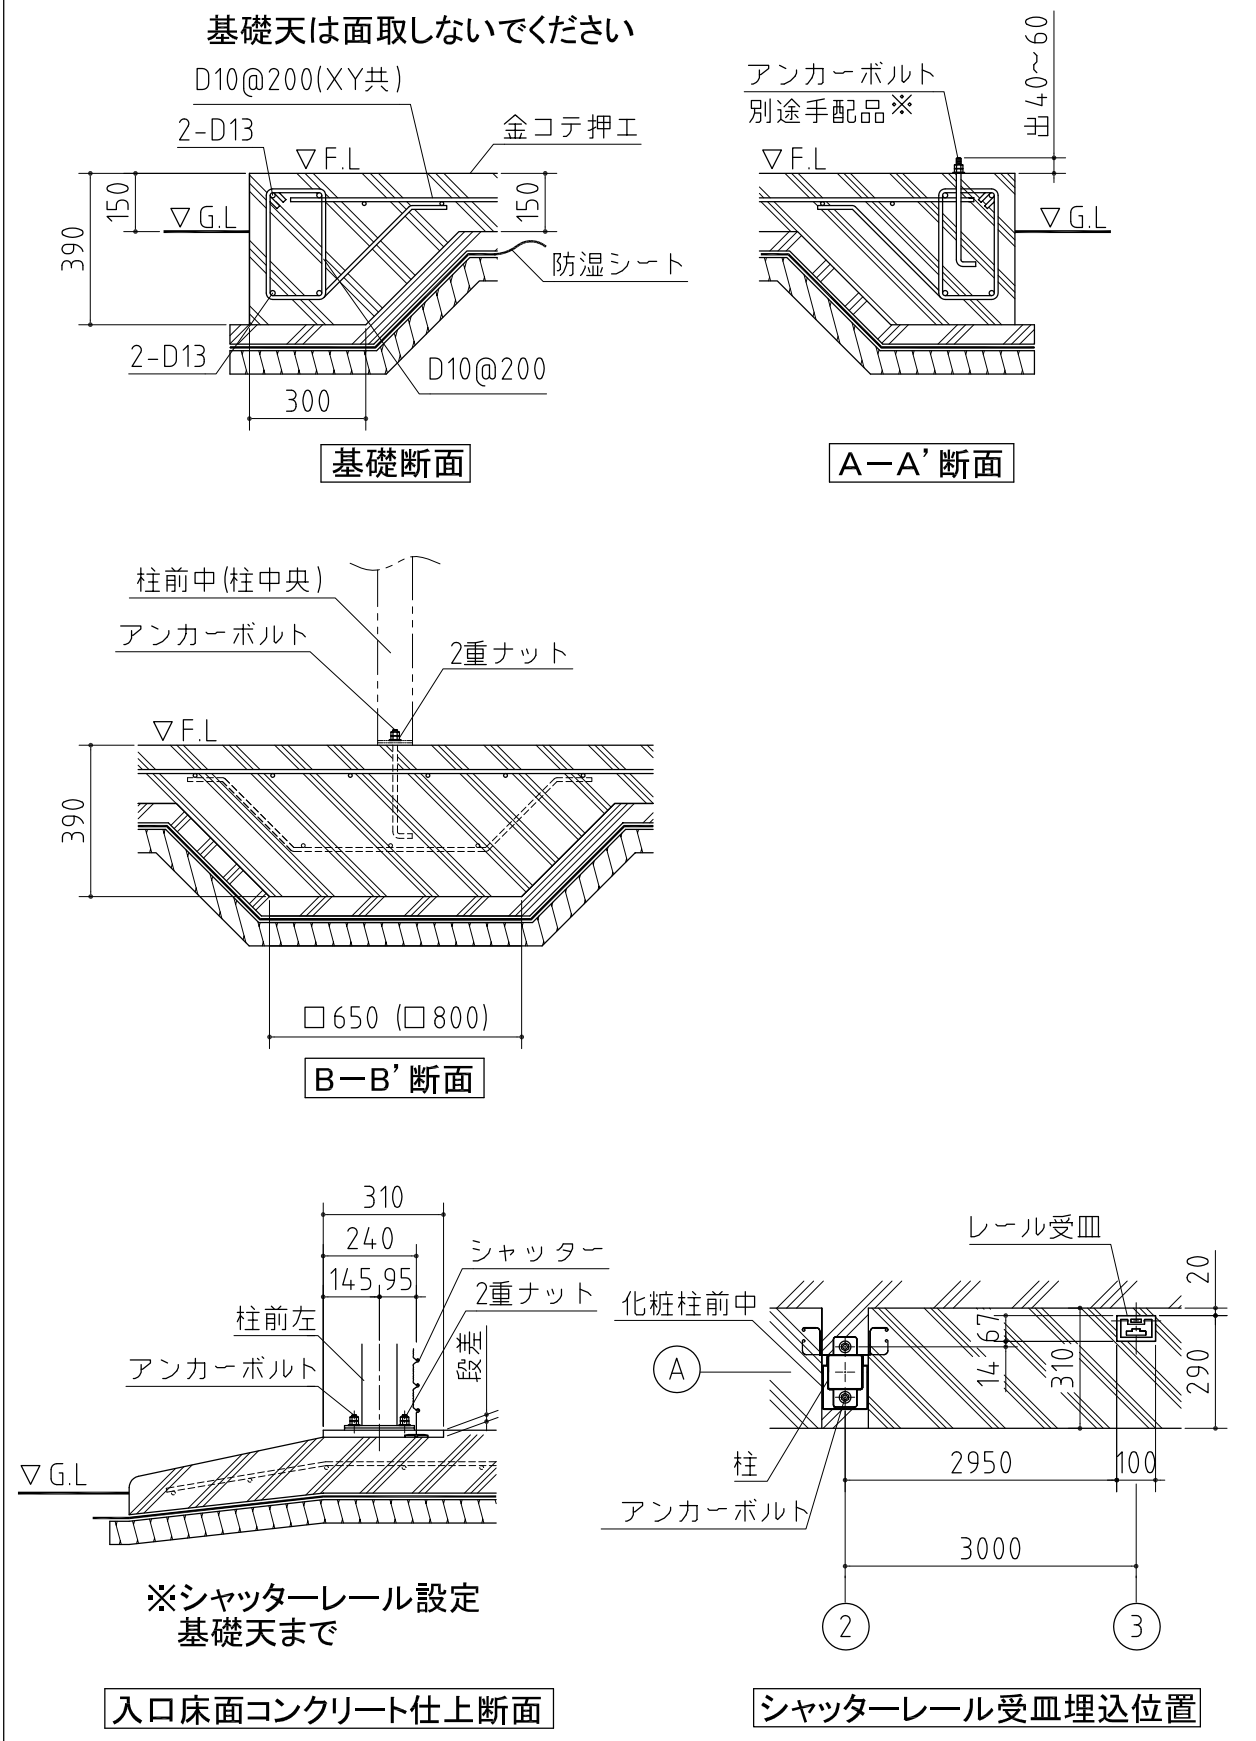 基礎天は面取しないでください
D10@200(XY共)
2-D13
▽F.L
金コテ押エ
150
390
▽G.L
150
防湿シート
2-D13
D10@200
300
基礎断面
アンカーボルト
別途手配品※
出40~60
▽F.L
▽G.L
A-A'断面
柱前中(柱中央)
アンカーボルト
2重ナット
▽F.L
390
□650 (□800)
B-B'断面
310
240
145
95
シャッター
2重ナット
柱前左
アンカーボルト
段差
▽G.L
※シャッターレール設定
基礎天まで
入口床面コンクリート仕上断面
レール受皿
化粧柱前中
20
67
14
310
290
A
柱
アンカーボルト
2950
100
3000
2
3
シャッターレール受皿埋込位置